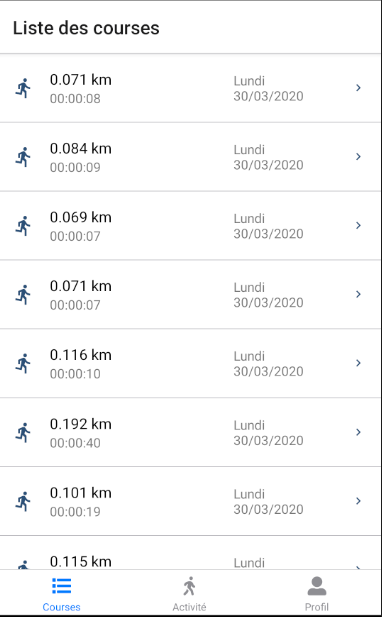 Liste des courses
0.071 km
00:00:08
Lundi
30/03/2020
0.084 km
00:00:09
Lundi
30/03/2020
0.069 km
00:00:07
Lundi
30/03/2020
0.071 km
00:00:07
Lundi
30/03/2020
0.116 km
00:00:10
Lundi
30/03/2020
0.192 km
00:00:40
Lundi
30/03/2020
0.101 km
00:00:19
Lundi
30/03/2020
0.115 km
Lundi
Courses
Activité
Profil